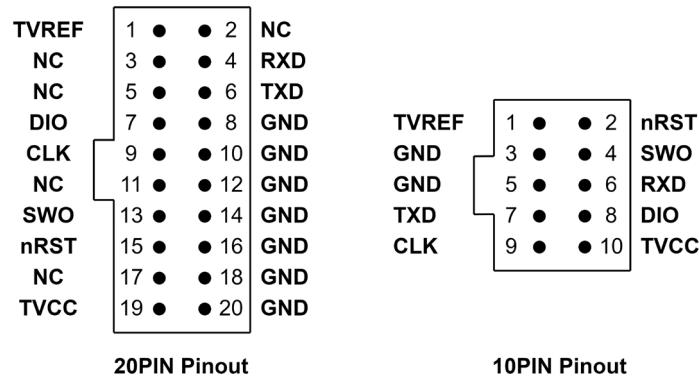 TVREF 1 2 NC
NC 3 4 RXD
NC 5 6 TXD
DIO 7 8 GND
CLK 9 10 GND
NC 11 12 GND
SWO 13 14 GND
nRST 15 16 GND
NC 17 18 GND
TVCC 19 20 GND
20PIN Pinout
TVREF 1 2 nRST
GND 3 4 SWO
GND 5 6 RXD
TXD 7 8 DIO
CLK 9 10 TVCC
10PIN Pinout